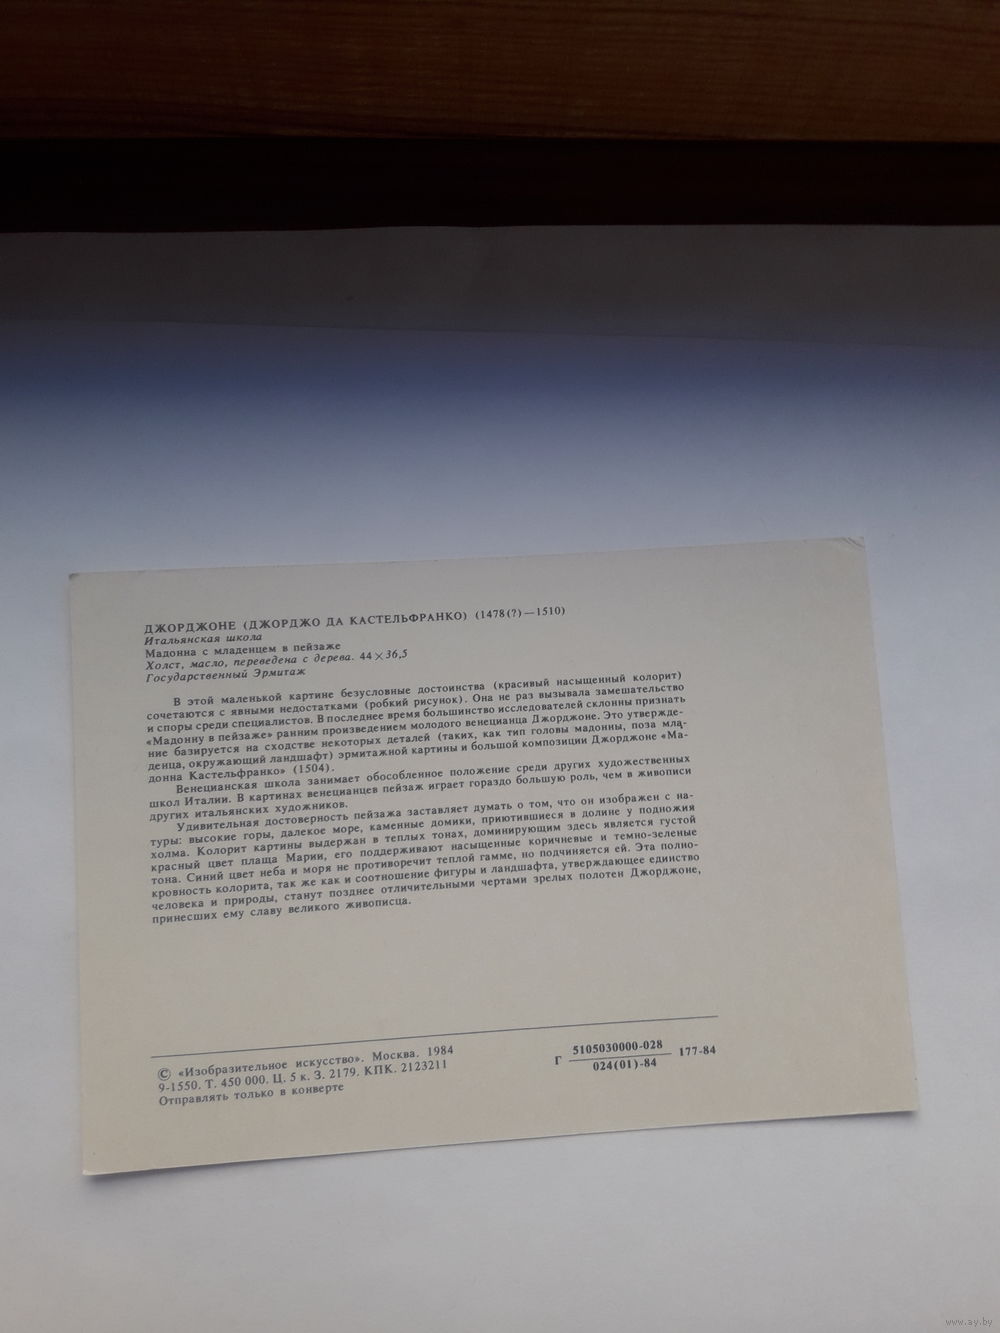 ДЖОРДЖОНЕ (ДЖОРДЖО ДА КАСТЕЛЬФРАНКО) (1478(?)—1510)
Итальянская школа
Мадонна с младенцем в пейзаже
Холст, масло, переведена с дерева. 44×36,5
Государственный Эрмитаж
В этой маленькой картине безусловные достоинства (красивый насыщенный колорит)
сочетаются с явными недостатками (робкий рисунок). Она не раз вызывала замешательство
и споры среди специалистов. В последнее время большинство исследователей склонны признать
«Мадонну в пейзаже» ранним произведением молодого венецианца Джорджоне. Это утвержде-
ние базируется на сходстве некоторых деталей (таких, как тип головы мадонны, поза мла-
денца, окружающий ландшафт) эрмитажной картины и большой композиции Джорджоне «Ма-
донна Кастельфранко» (1504).
Венецианская школа занимает обособленное положение среди других художественных
школ Италии. В картинах венецианцев пейзаж играет гораздо большую роль, чем в живописи
других итальянских художников.
Удивительная достоверность пейзажа заставляет думать о том, что он изображен с на-
туры: высокие горы, далекое море, каменные домики, приютившиеся в долине у подножия
холма. Колорит картины выдержан в теплых тонах, доминирующим здесь является густой
красный цвет плаща Марии, его поддерживают насыщенные коричневые и темно-зеленые
тона. Синий цвет неба и моря не противоречит теплой гамме, но подчиняется ей. Эта полно-
кровность колорита, так же как и соотношение фигуры и ландшафта, утверждающее единство
человека и природы, станут позднее отличительными чертами зрелых полотен Джорджоне,
принесших ему славу великого живописца.
© «Изобразительное искусство». Москва. 1984
9-1550. Т. 450 000. Ц. 5 к. З. 2179. КПК. 2123211
Отправлять только в конверте
Г 5105030000-028 177-84
024(01)-84
www.ay.by